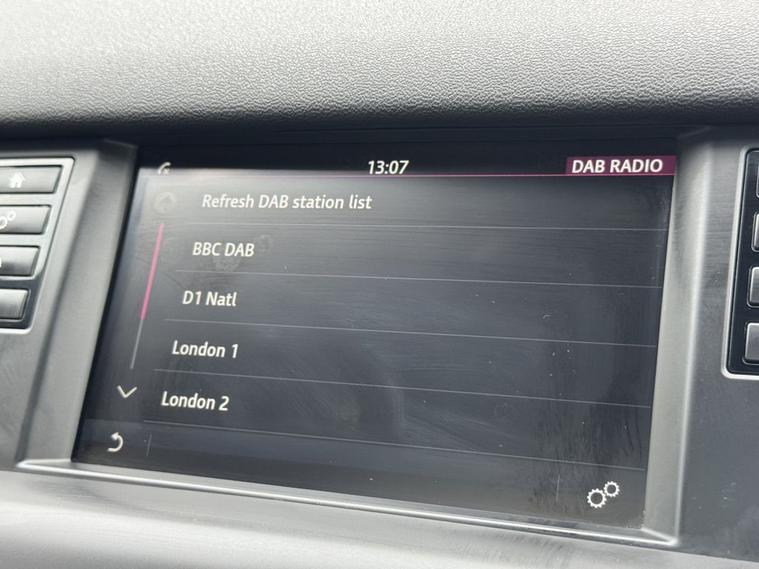 13:07
DAB RADIO
Refresh DAB station list
BBC DAB
D1 Natl
London 1
London 2